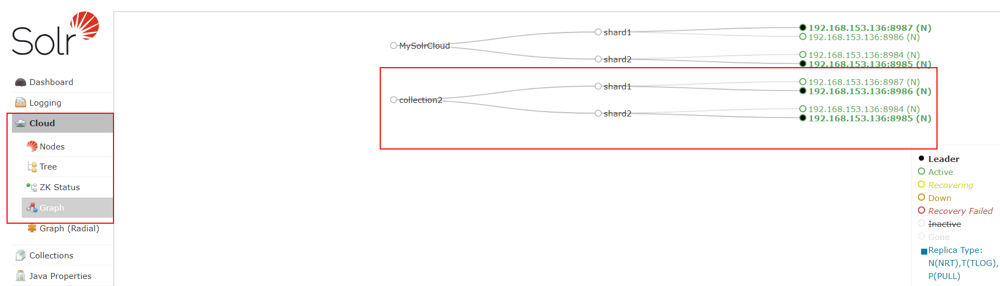 Solr
Dashboard
Logging
Cloud
Nodes
Tree
ZK Status
Graph
Graph (Radial)
Collections
Java Properties
MySolrCloud
shard1
192.168.153.136:8987 (N)
192.168.153.136:8986 (N)
shard2
192.168.153.136:8984 (N)
192.168.153.136:8985 (N)
collection2
shard1
192.168.153.136:8987 (N)
192.168.153.136:8986 (N)
shard2
192.168.153.136:8984 (N)
192.168.153.136:8985 (N)
Leader
Active
Recovering
Down
Recovery Failed
Inactive
Gone
Replica Type:
N(NRT),T(TLOG),
P(PULL)